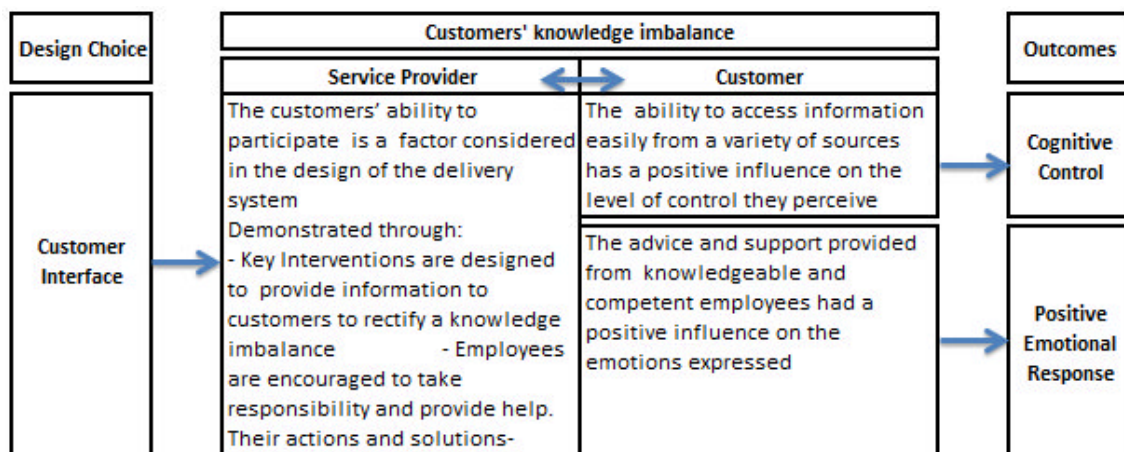 Design Choice
Customers' knowledge imbalance
Outcomes
Service Provider
Customer
Customer
Interface
The customers’ ability to
participate is a factor considered
in the design of the delivery
system
Demonstrated through:
- Key Interventions are designed
to provide information to
customers to rectify a knowledge
imbalance - Employees
are encouraged to take
responsibility and provide help.
Their actions and solutions-
The ability to access information
easily from a variety of sources
has a positive influence on the
level of control they perceive
Cognitive
Control
The advice and support provided
from knowledgeable and
competent employees had a
positive influence on the
emotions expressed
Positive
Emotional
Response